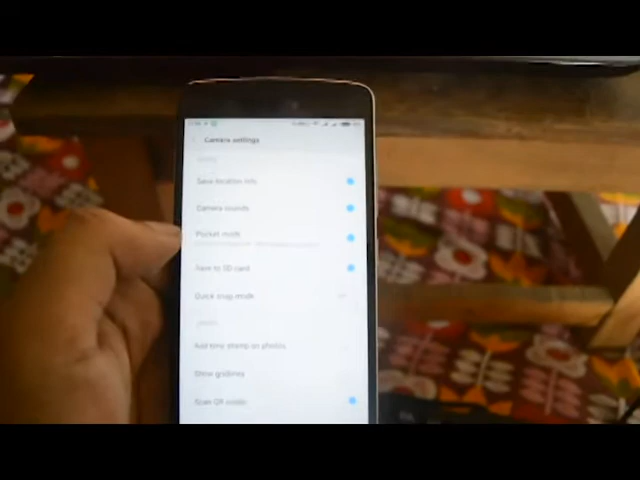 Camera settings
Save location info
Camera sounds
Pocket mode
Save to SD card
Quick snap mode
Add time stamp on photos
Show gridlines
Scan QR codes